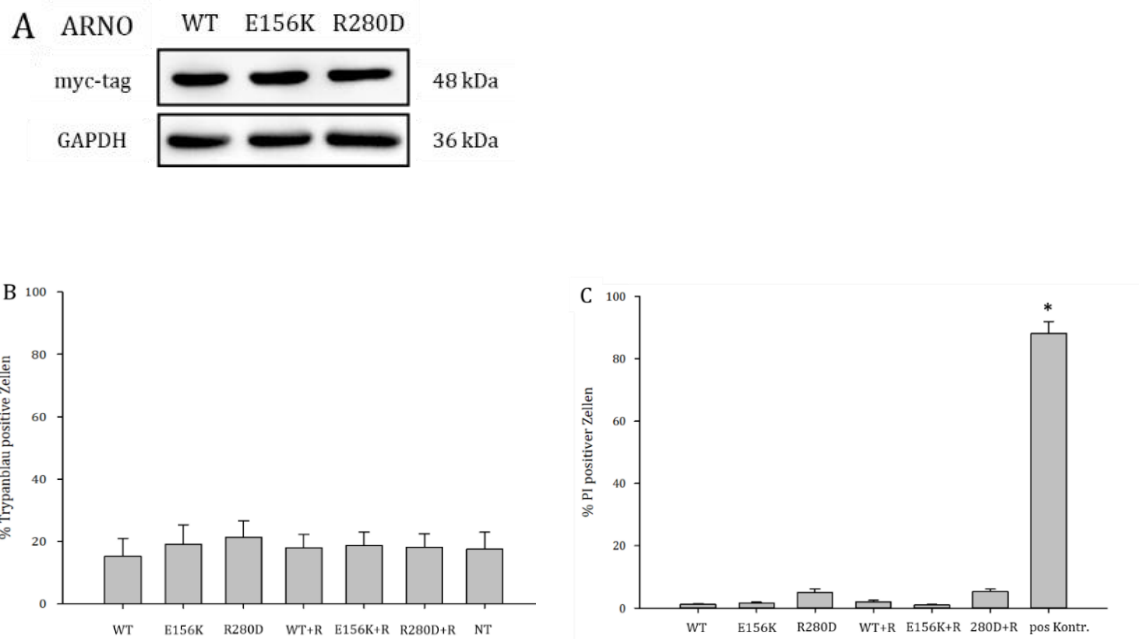 A ARNO WT E156K R280D
myc-tag 48 kDa
GAPDH 36 kDa
B
% Trypanblau positive Zellen
100
80
60
40
20
0
WT E156K R280D WT+R E156K+R R280D+R NT
C
% PI positiver Zellen
100
80
60
40
20
0
*
WT E156K R280D WT+R E156K+R 280D+R pos Kontr.